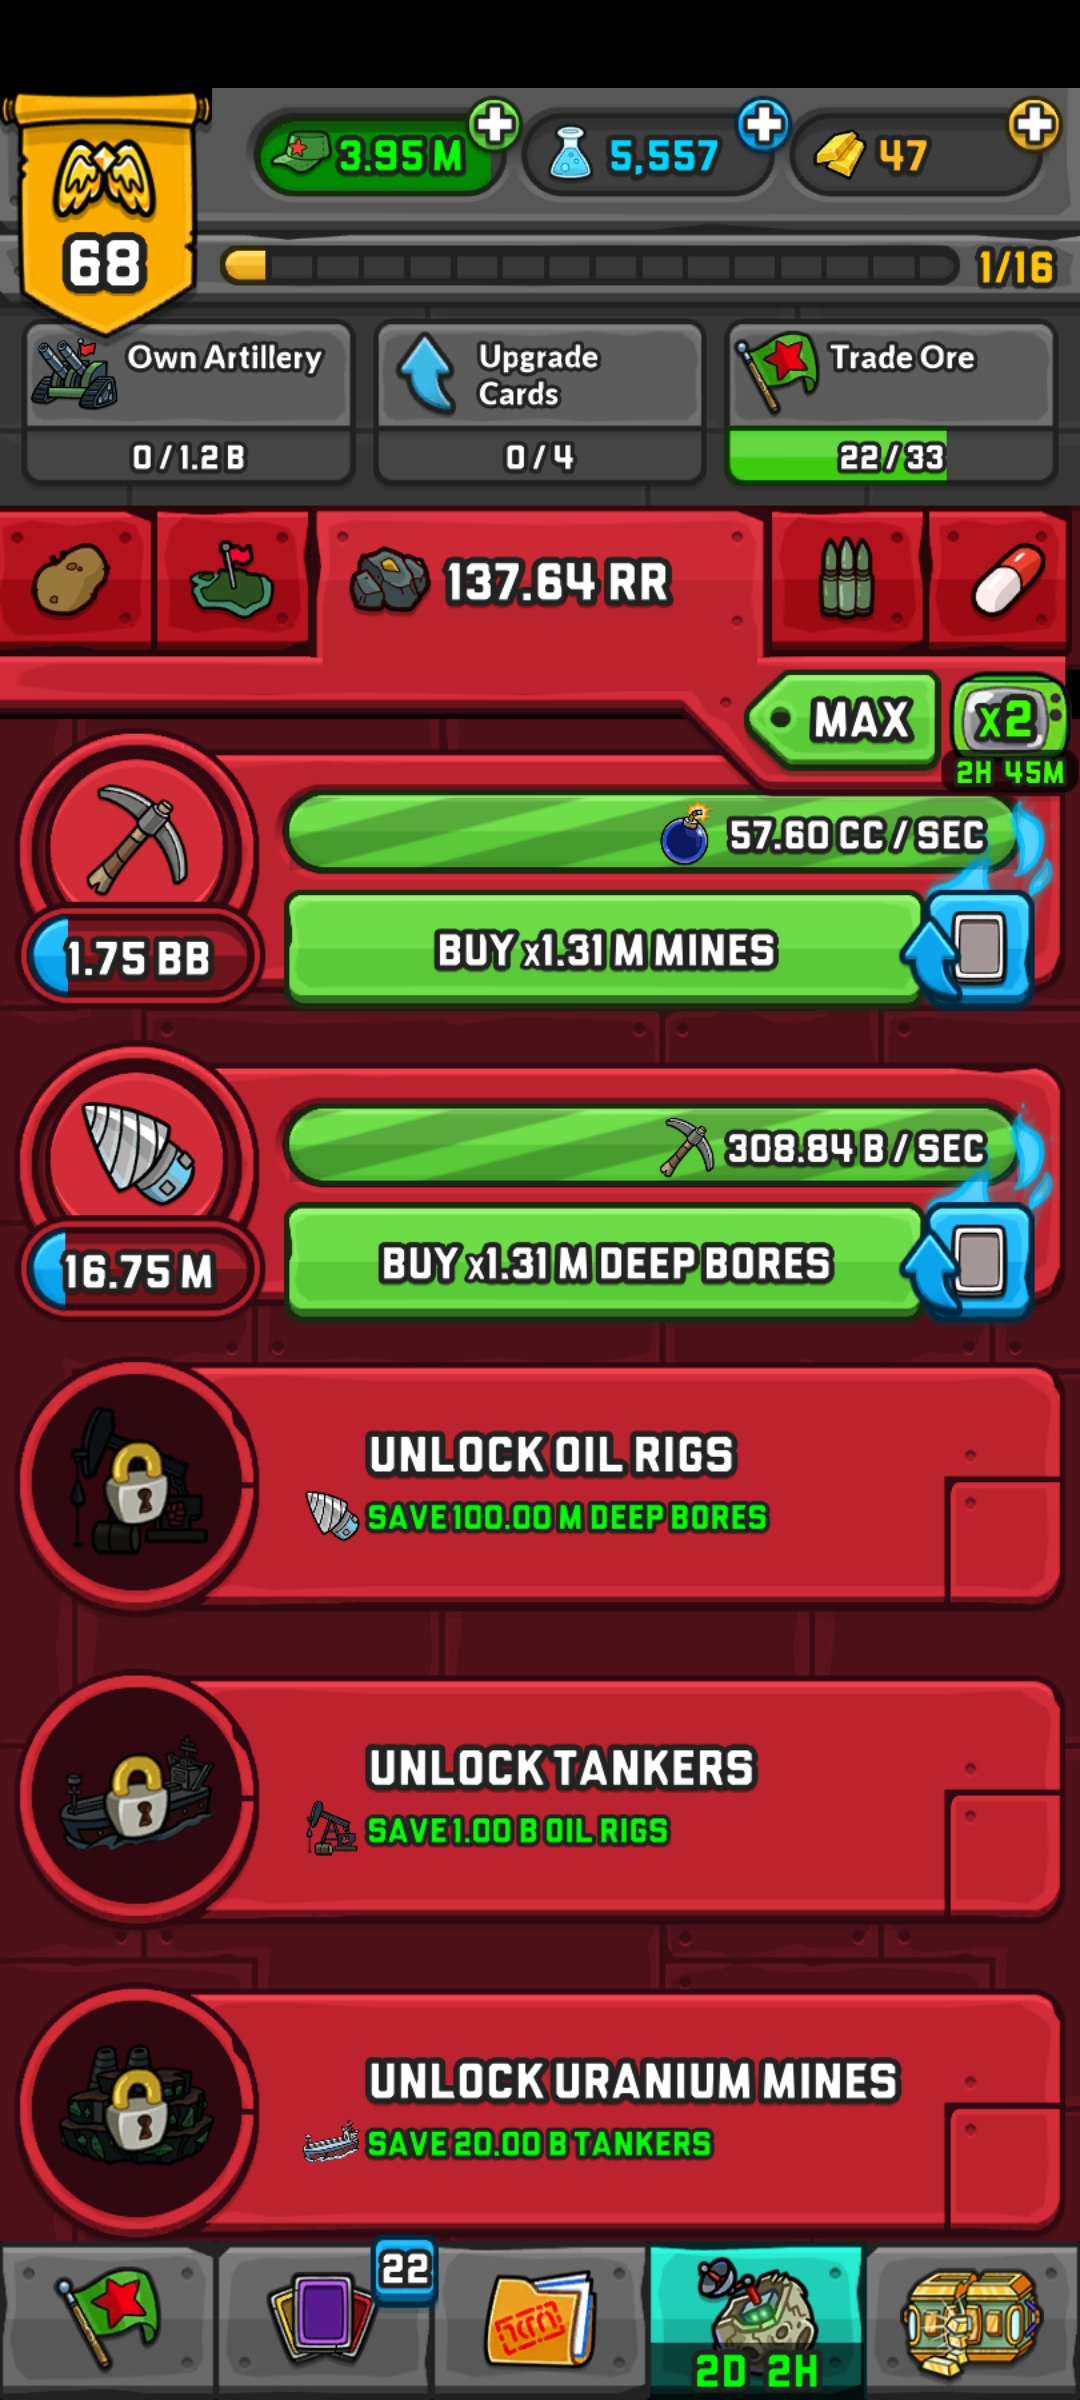 3.95 M
5,557
47
68
1/16
Own Artillery
0 / 1.2 B
Upgrade
Cards
0 / 4
Trade Ore
22 / 33
137.64 RR
MAX
x2
2H 45M
57.60 CC / SEC
1.75 BB
BUY x1.31 M MINES
308.84 B / SEC
16.75 M
BUY x1.31 M DEEP BORES
UNLOCK OIL RIGS
SAVE 100.00 M DEEP BORES
UNLOCK TANKERS
SAVE 1.00 B OIL RIGS
UNLOCK URANIUM MINES
SAVE 20.00 B TANKERS
22
2D 2H